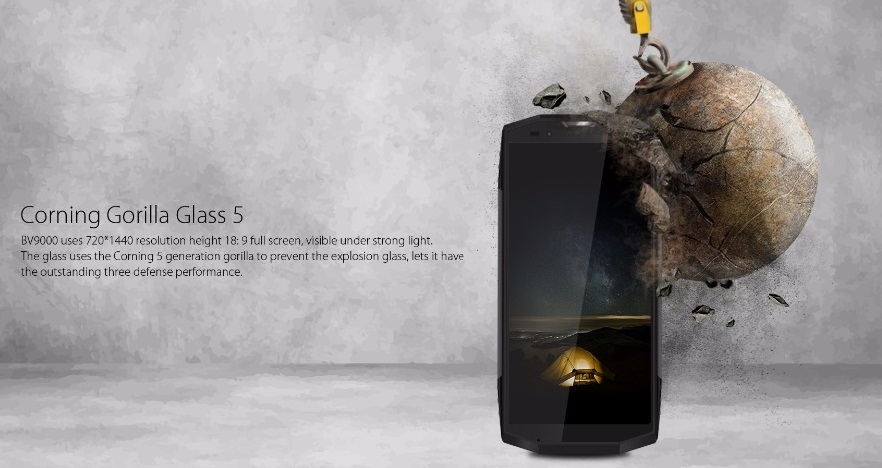 Corning Gorilla Glass 5
BV9000 uses 720*1440 resolution height 18: 9 full screen, visible under strong light.
The glass uses the Corning 5 generation gorilla to prevent the explosion glass, lets it have
the outstanding three defense performance.